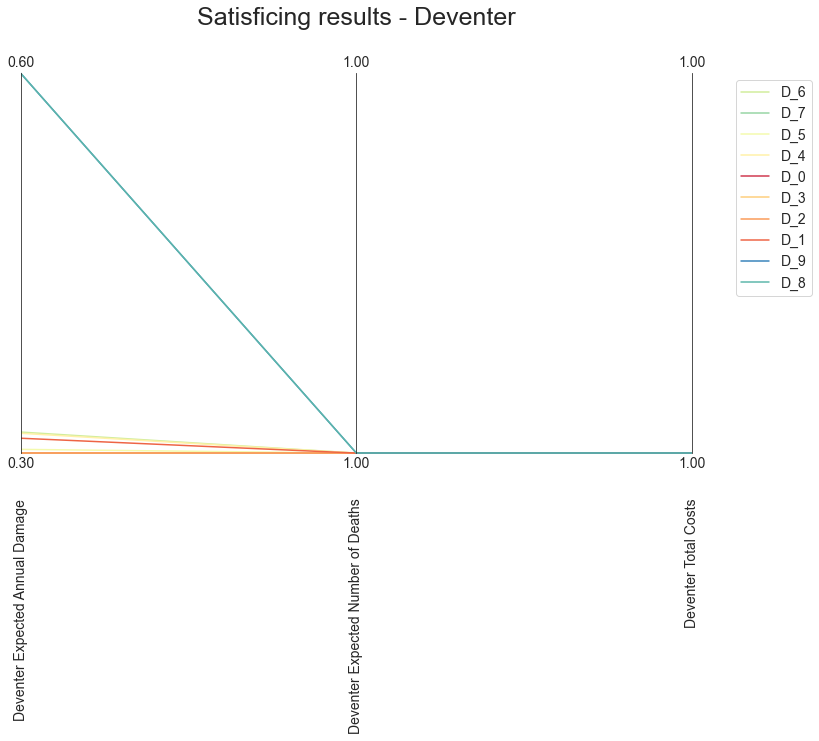 Satisficing results - Deventer
0.60
1.00
1.00
D_6
D_7
D_5
D_4
D_0
D_3
D_2
D_1
D_9
D_8
0.30
1.00
1.00
Deventer Expected Annual Damage
Deventer Expected Number of Deaths
Deventer Total Costs